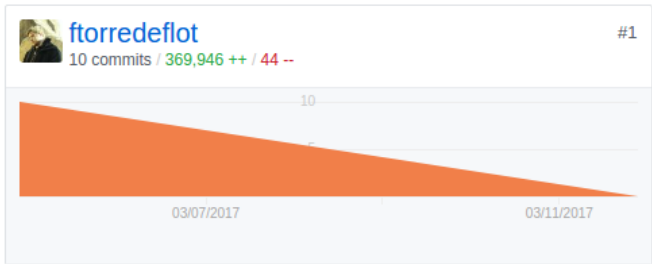 ftorredeflot
#1
10 commits / 369,946 ++ / 44 --
10
5
03/07/2017
03/11/2017